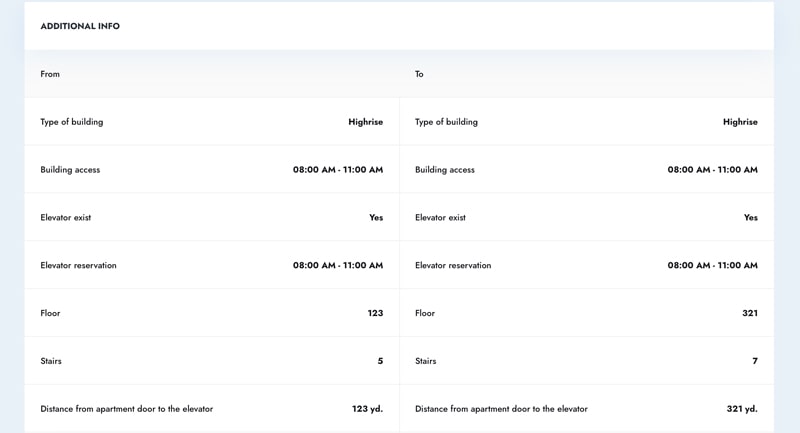 ADDITIONAL INFO
From To
Type of building Highrise Type of building Highrise
Building access 08:00 AM - 11:00 AM Building access 08:00 AM - 11:00 AM
Elevator exist Yes Elevator exist Yes
Elevator reservation 08:00 AM - 11:00 AM Elevator reservation 08:00 AM - 11:00 AM
Floor 123 Floor 321
Stairs 5 Stairs 7
Distance from apartment door to the elevator 123 yd. Distance from apartment door to the elevator 321 yd.